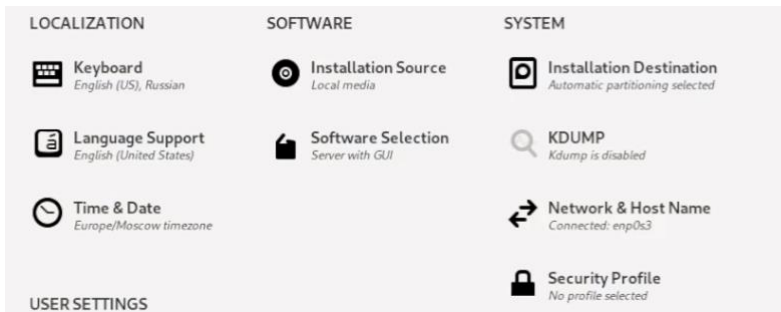 LOCALIZATION
Keyboard
English (US), Russian
Language Support
English (United States)
Time & Date
Europe/Moscow timezone
USER SETTINGS
SOFTWARE
Installation Source
Local media
Software Selection
Server with GUI
SYSTEM
Installation Destination
Automatic partitioning selected
KDUMP
Kdump is disabled
Network & Host Name
Connected: enp0s3
Security Profile
No profile selected